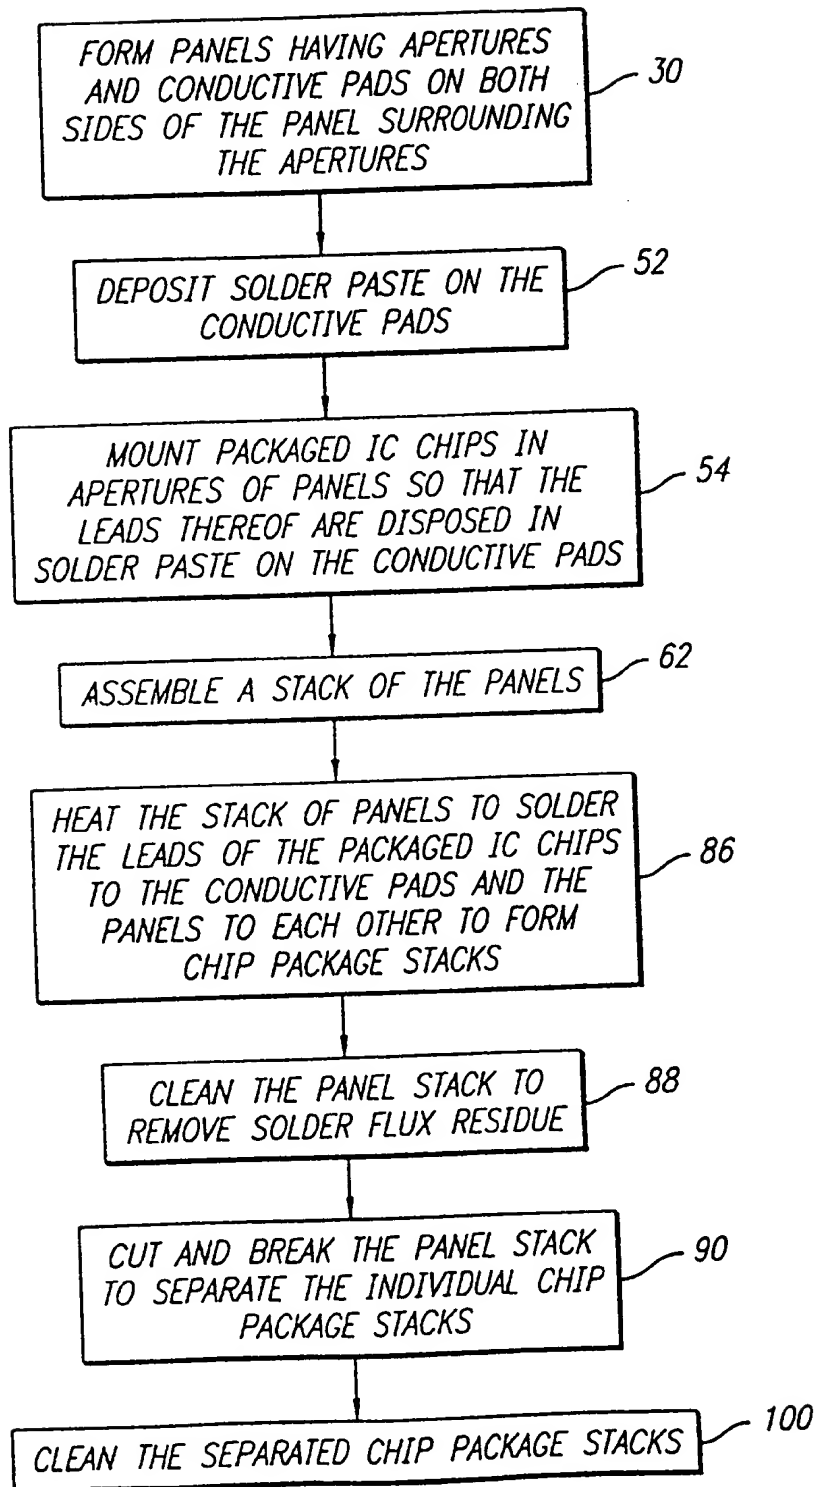 FORM PANELS HAVING APERTURES
AND CONDUCTIVE PADS ON BOTH
SIDES OF THE PANEL SURROUNDING
THE APERTURES
30
DEPOSIT SOLDER PASTE ON THE
CONDUCTIVE PADS
52
MOUNT PACKAGED IC CHIPS IN
APERTURES OF PANELS SO THAT THE
LEADS THEREOF ARE DISPOSED IN
SOLDER PASTE ON THE CONDUCTIVE PADS
54
ASSEMBLE A STACK OF THE PANELS
62
HEAT THE STACK OF PANELS TO SOLDER
THE LEADS OF THE PACKAGED IC CHIPS
TO THE CONDUCTIVE PADS AND THE
PANELS TO EACH OTHER TO FORM
CHIP PACKAGE STACKS
86
CLEAN THE PANEL STACK TO
REMOVE SOLDER FLUX RESIDUE
88
CUT AND BREAK THE PANEL STACK
TO SEPARATE THE INDIVIDUAL CHIP
PACKAGE STACKS
90
CLEAN THE SEPARATED CHIP PACKAGE STACKS
100